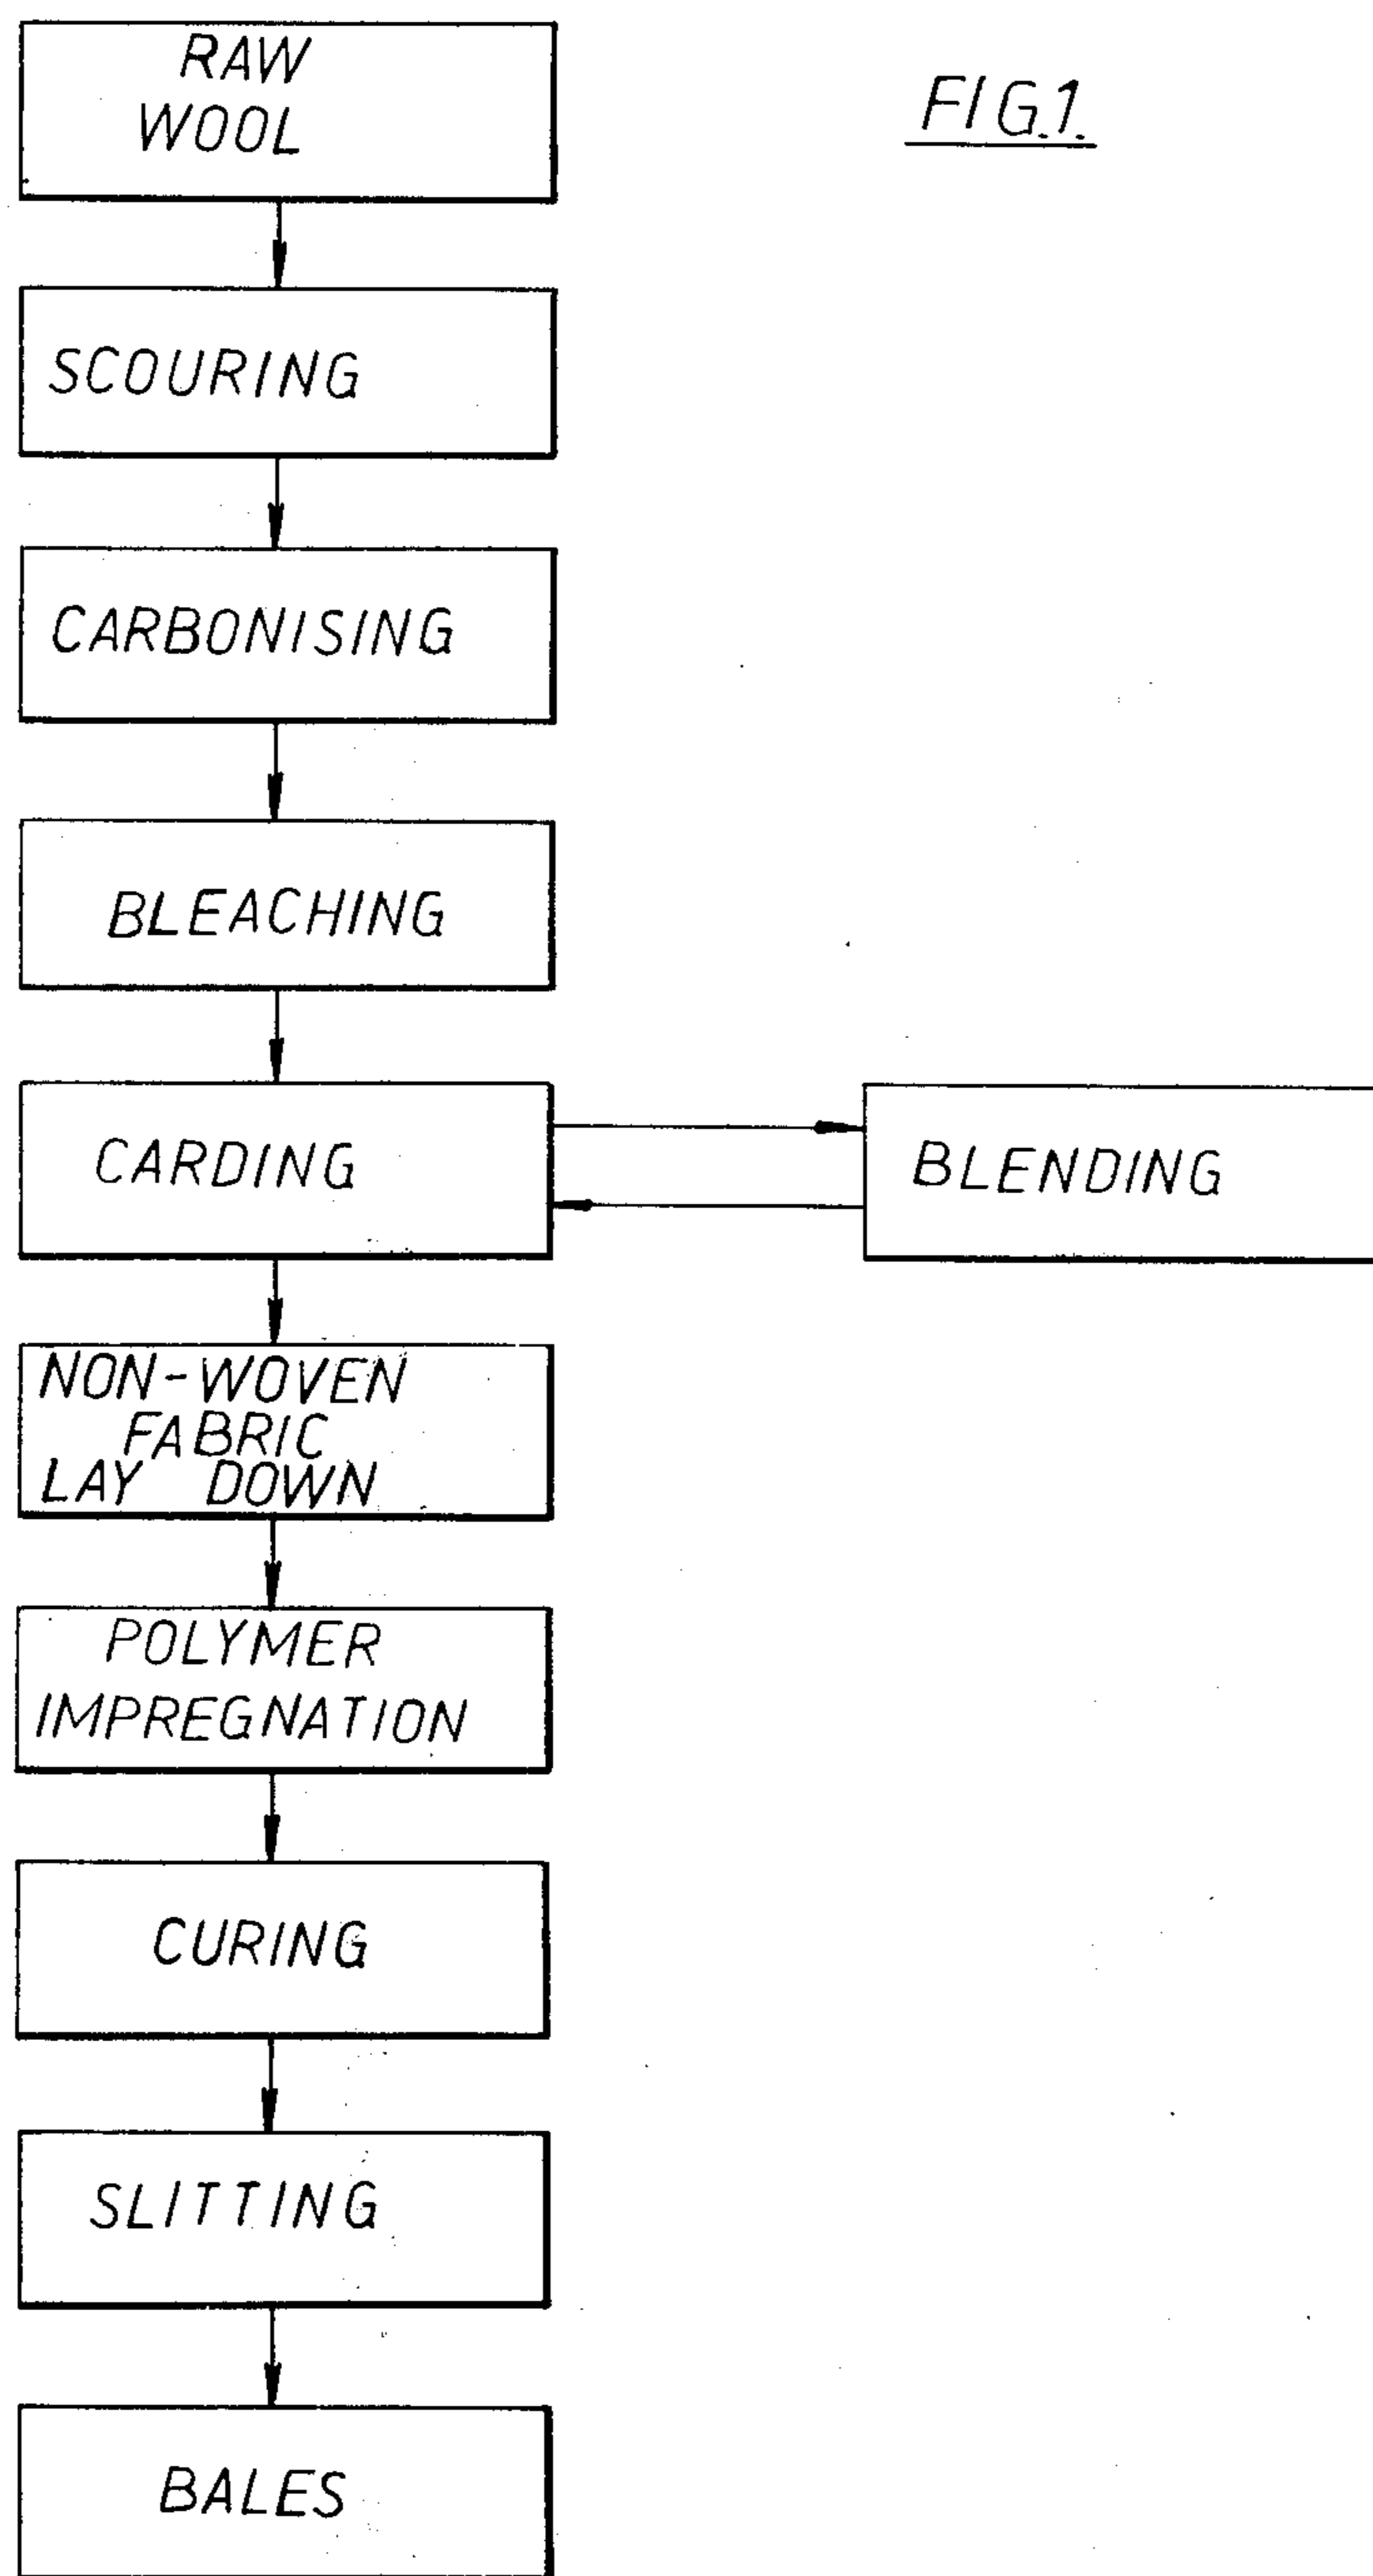 RAW
WOOL
FIG.1.
SCOURING
CARBONISING
BLEACHING
CARDING
BLENDING
NON-WOVEN
FABRIC
LAY DOWN
POLYMER
IMPREGNATION
CURING
SLITTING
BALES